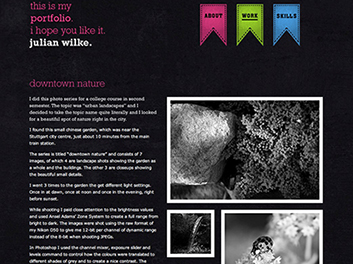 this is my
portfolio.
i hope you like it.
julian wilke.
ABOUT
WORK
SKILLS
downtown nature
I did this photo series for a college course in second
semester. The topic was "urban landscapes" and I
decided to take the topic name quite literally and I looked
for a beautiful spot of nature right in the city.
I found this small chinese garden, which was near the
Stuttgart city centre, just about 10 minutes from the main
train station.
The series is titled "downtown nature" and consists of 7
images, of which 4 are landscape shots showing the garden as
a whole and the buildings. The other 3 are closeups showing
the beautiful small details.
I went 3 times to the garden the get different light settings.
Once in at dawn, once at noon and once in the evening, right
before sunset.
While shooting I paid close attention to the brightness values
and used Ansel Adams' Zone System to create a full range from
bright to dark. The images were shot using the raw format of
my Nikon D50 to give me 12-bit per channel of dynamic range
instead of the 8-bit when shooting JPEGs.
In Photoshop I used the channel mixer, exposure slider and
levels command to control how the colours were translated to
different shades of grey and to create a nice contrast. The